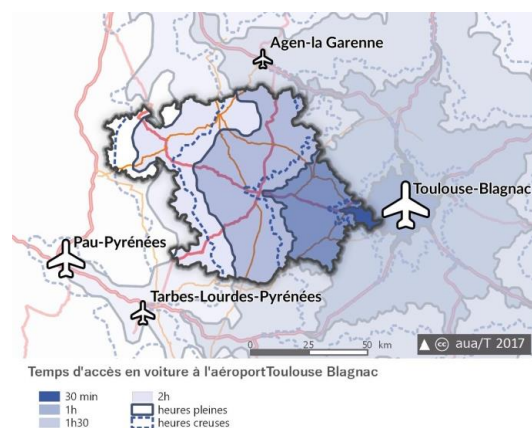 Agen-la Garenne
Toulouse-Blagnac
Pau-Pyrénées
Tarbes-Lourdes-Pyrénées
0 25 50 km
aua/T 2017
Temps d'accès en voiture à l'aéroportToulouse Blagnac
30 min
1h
1h30
2h
heures pleines
heures creuses